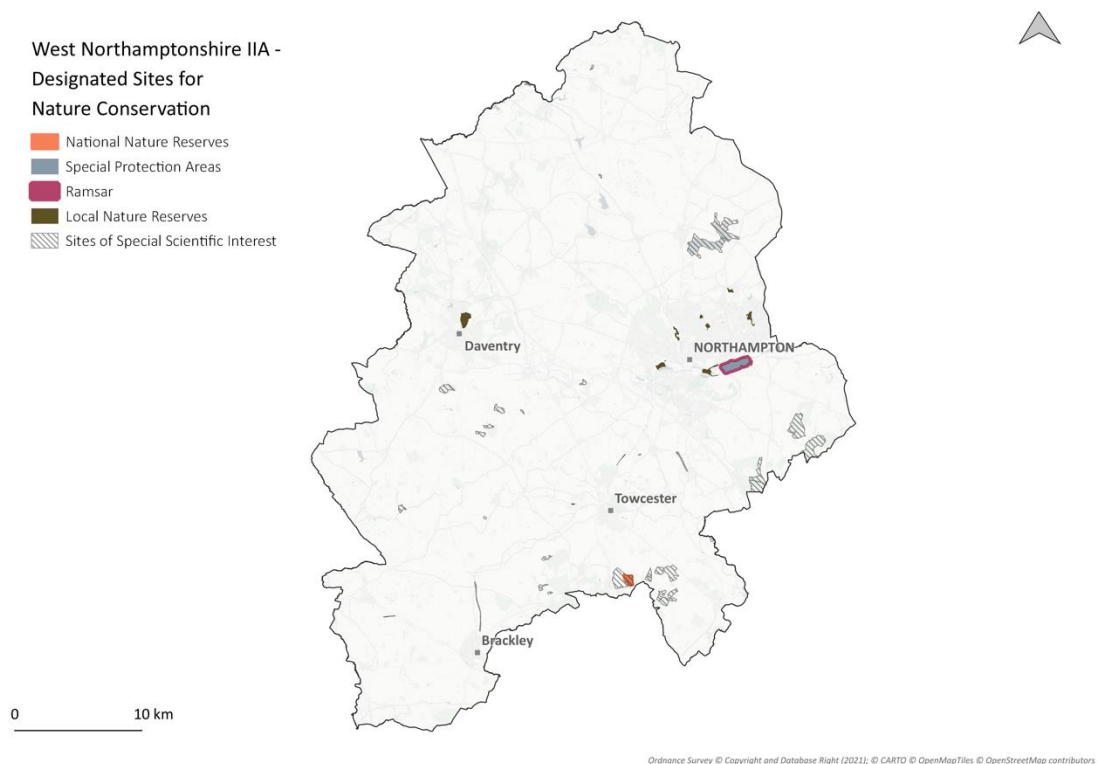 West Northamptonshire IIA -
Designated Sites for
Nature Conservation
National Nature Reserves
Special Protection Areas
Ramsar
Local Nature Reserves
Sites of Special Scientific Interest
Daventry
NORTHAMPTON
Towcester
Brackley
0 10 km
Ordnance Survey © Copyright and Database Right (2021); © CARTO © OpenMapTiles © OpenStreetMap contributors